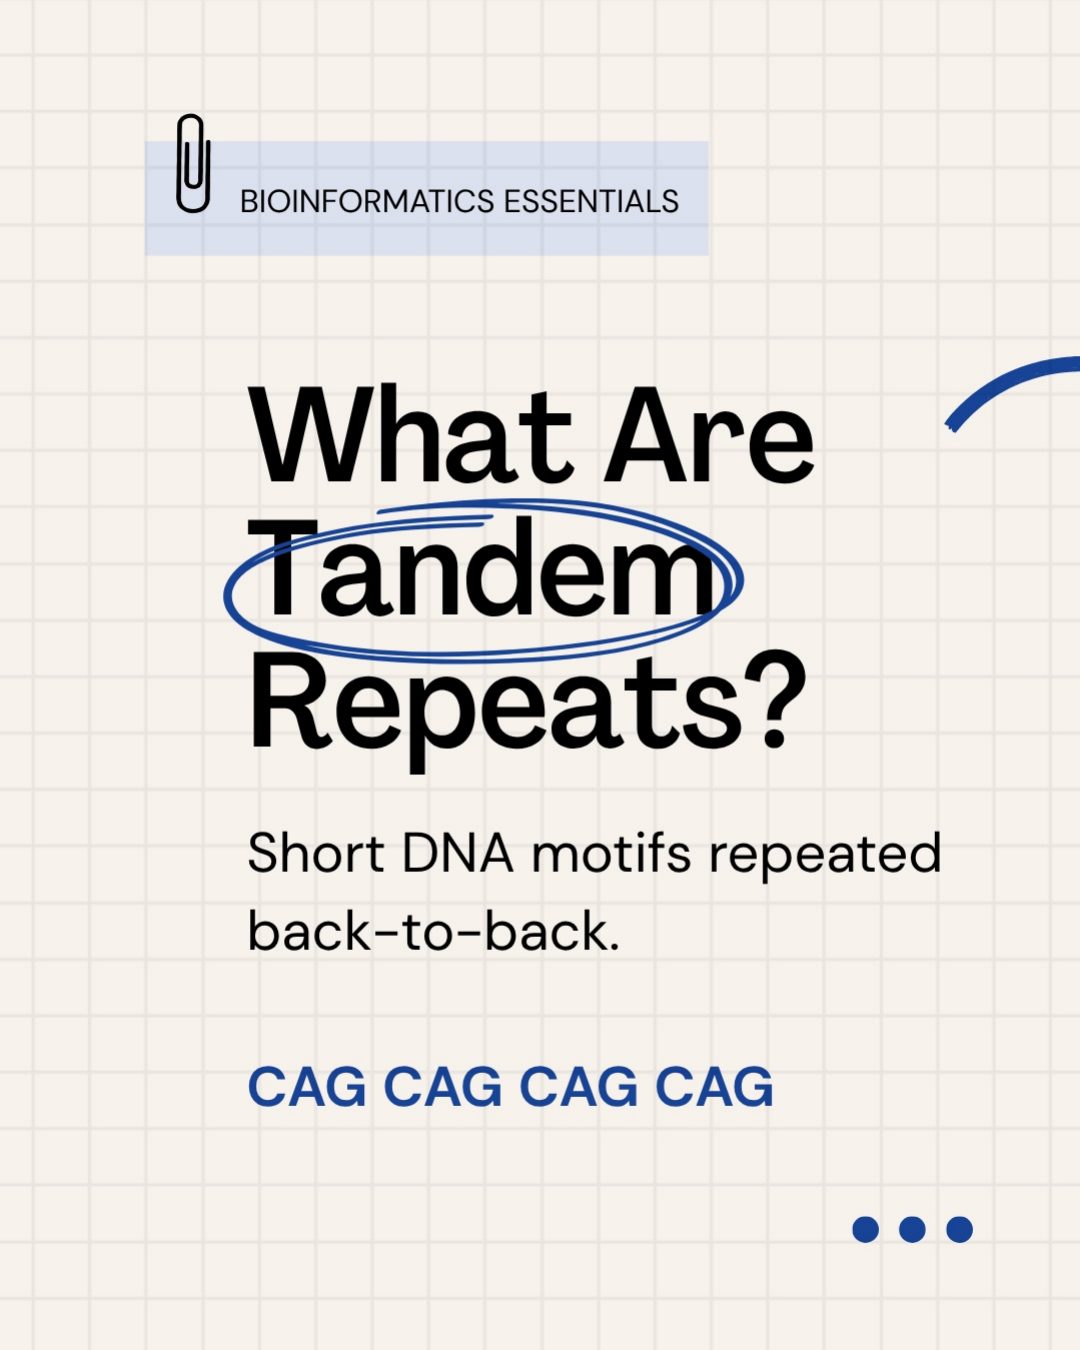 BIOINFORMATICS ESSENTIALS
What Are
Tandem
Repeats?
Short DNA motifs repeated
back-to-back.
CAG CAG CAG CAG